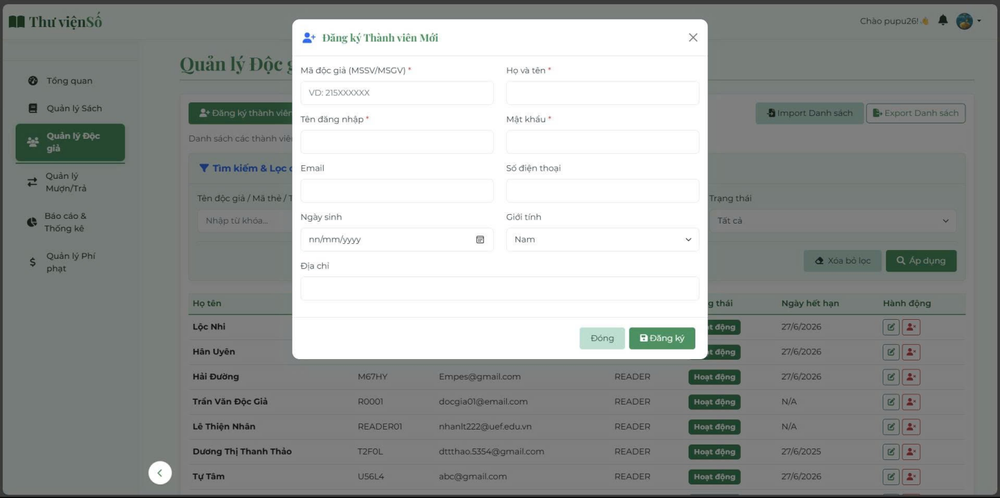 Thư việnSố
Chào pupu26!👋
Đăng ký Thành viên Mới
Mã độc giả (MSSV/MSGV) *
Họ và tên *
VD: 215XXXXXX
Tên đăng nhập *
Mật khẩu *
Email
Số điện thoại
Ngày sinh
Giới tính
nn/mm/yyyy
Nam
Địa chỉ
Đóng
Đăng ký
Tổng quan
Quản lý Sách
Quản lý Độc
giả
Quản lý
Mượn/Trả
Báo cáo &
Thống kê
Quản lý Phí
phạt
Quản lý Độc
Đăng ký thành viên
Import Danh sách
Export Danh sách
Danh sách các thành
Tìm kiếm & Lọc
Tên độc giả / Mã thẻ /
Trạng thái
Nhập từ khóa...
Tất cả
Xóa bỏ lọc
Áp dụng
Họ tên
thái
Ngày hết hạn
Hành động
Lộc Nhi
động
27/6/2026
Hãn Uyên
động
27/6/2026
Hải Đường
M67HY
Empes@gmail.com
READER
Hoạt động
27/6/2026
Trần Văn Độc Giả
R0001
docgia01@email.com
READER
Hoạt động
N/A
Lê Thiện Nhân
READER01
nhanlt222@uef.edu.vn
READER
Hoạt động
N/A
Dương Thị Thanh Thảo
T2F0L
dttthao.5354@gmail.com
READER
Hoạt động
27/6/2025
Tự Tâm
U56L4
abc@gmail.com
READER
Hoạt động
27/6/2026